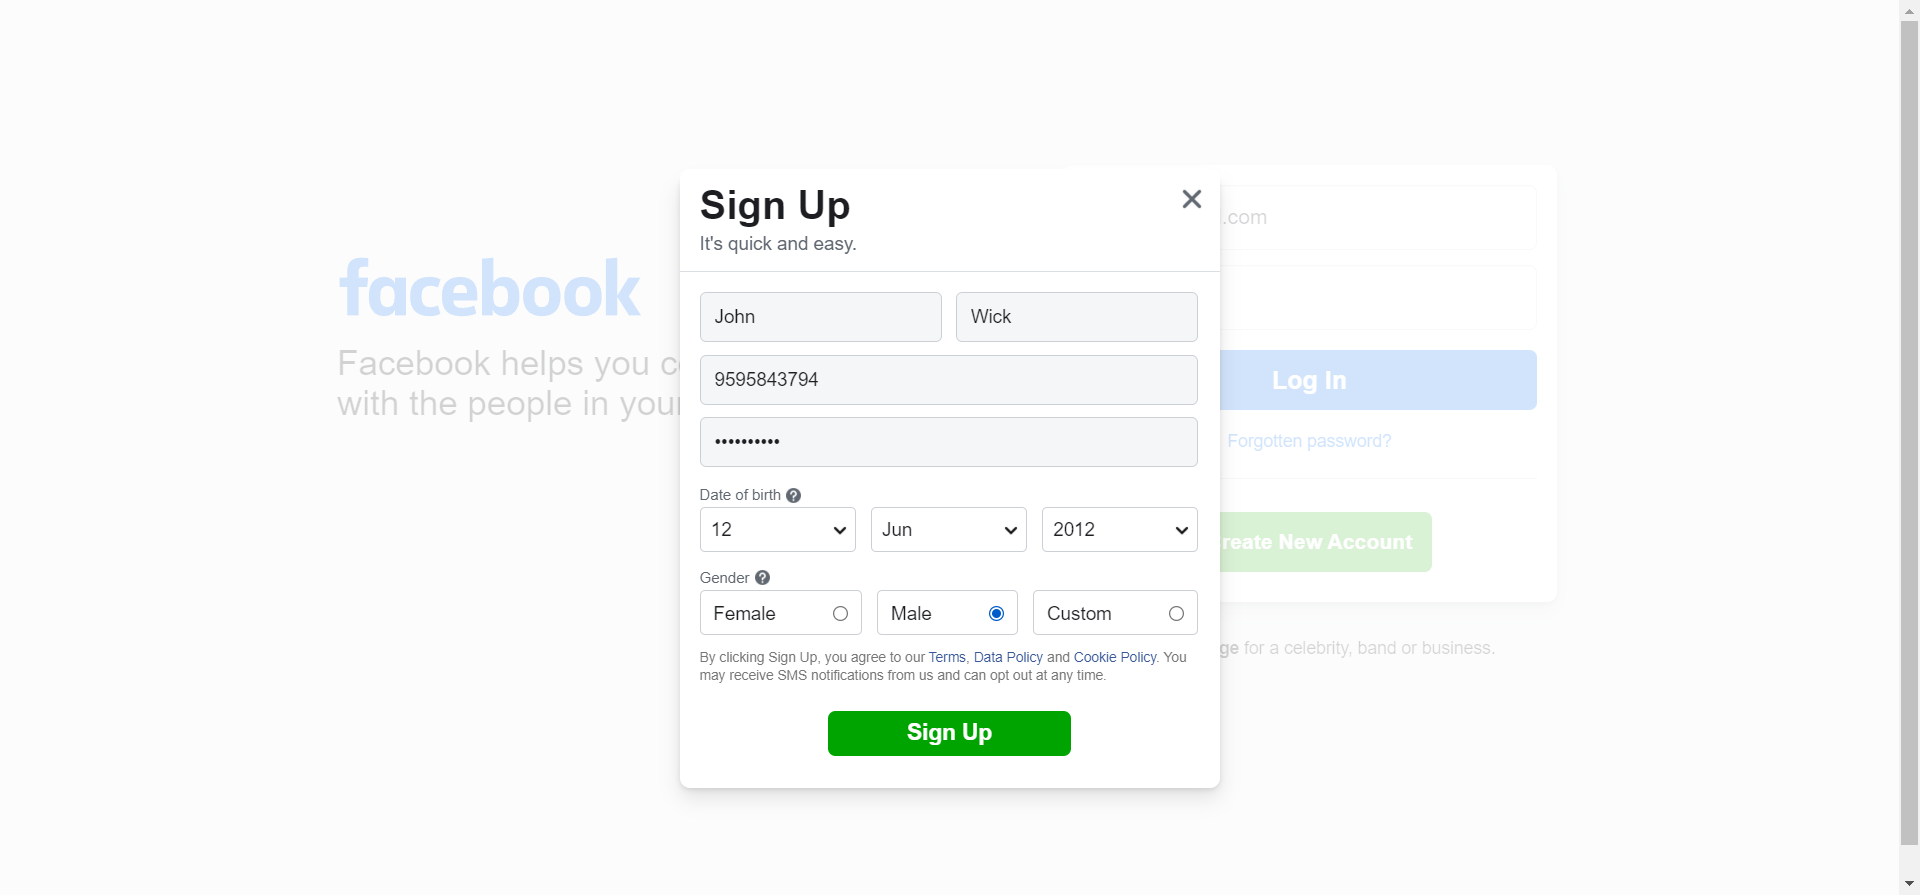 facebook
Facebook helps you c
with the people in your
Sign Up
It's quick and easy.
John
Wick
9595843794
••••••••••
Date of birth
12
Jun
2012
Gender
Female
Male
Custom
By clicking Sign Up, you agree to our Terms, Data Policy and Cookie Policy. You
may receive SMS notifications from us and can opt out at any time.
Sign Up
.com
Log In
Forgotten password?
reate New Account
ge for a celebrity, band or business.